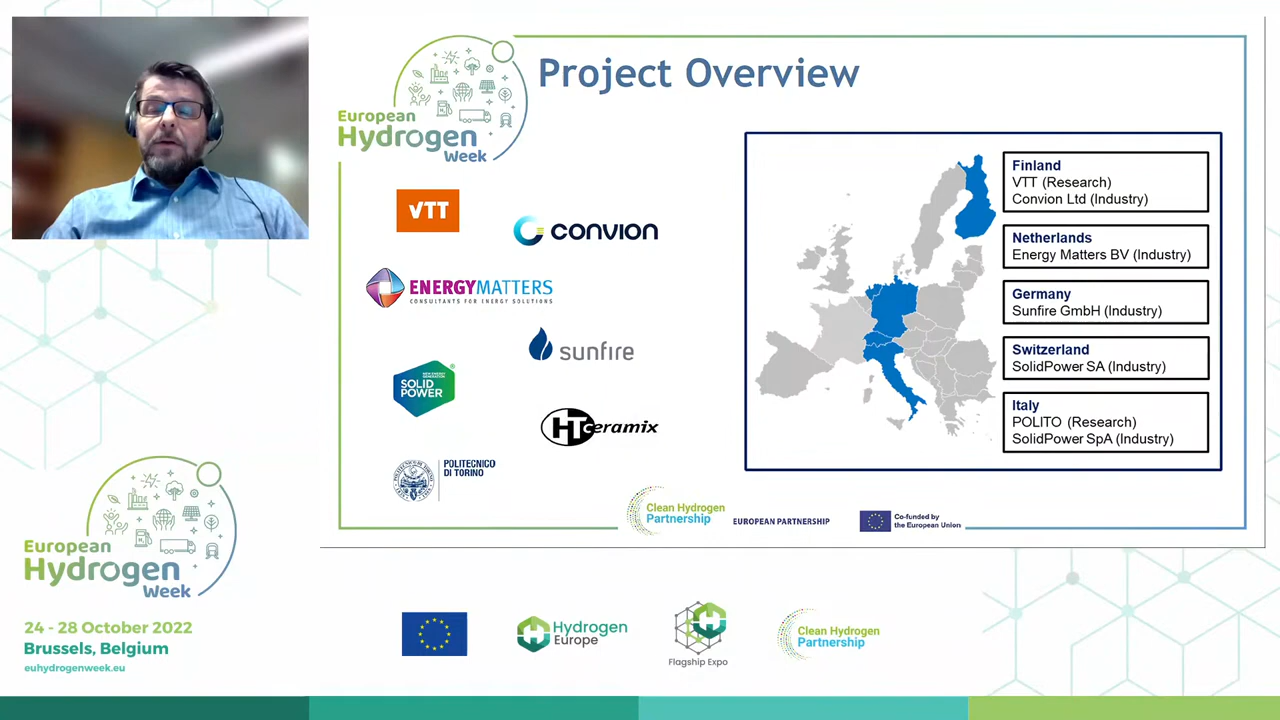 European
Hydrogen
Week
Project Overview
VTT
CONVION
ENERGYMATTERS
CONSULTANTS FOR ENERGY SOLUTIONS
sunfire
NEW ENERGY
GENERATION
SOLID
POWER
HTceramix
POLITECNICO
DI TORINO
Finland
VTT (Research)
Convion Ltd (Industry)
Netherlands
Energy Matters BV (Industry)
Germany
Sunfire GmbH (Industry)
Switzerland
SolidPower SA (Industry)
Italy
POLITO (Research)
SolidPower SpA (Industry)
Clean Hydrogen
Partnership
EUROPEAN PARTNERSHIP
Co-funded by
the European Union
European
Hydrogen
Week
24 - 28 October 2022
Brussels, Belgium
euhydrogenweek.eu
Hydrogen
Europe
Flagship Expo
Clean Hydrogen
Partnership